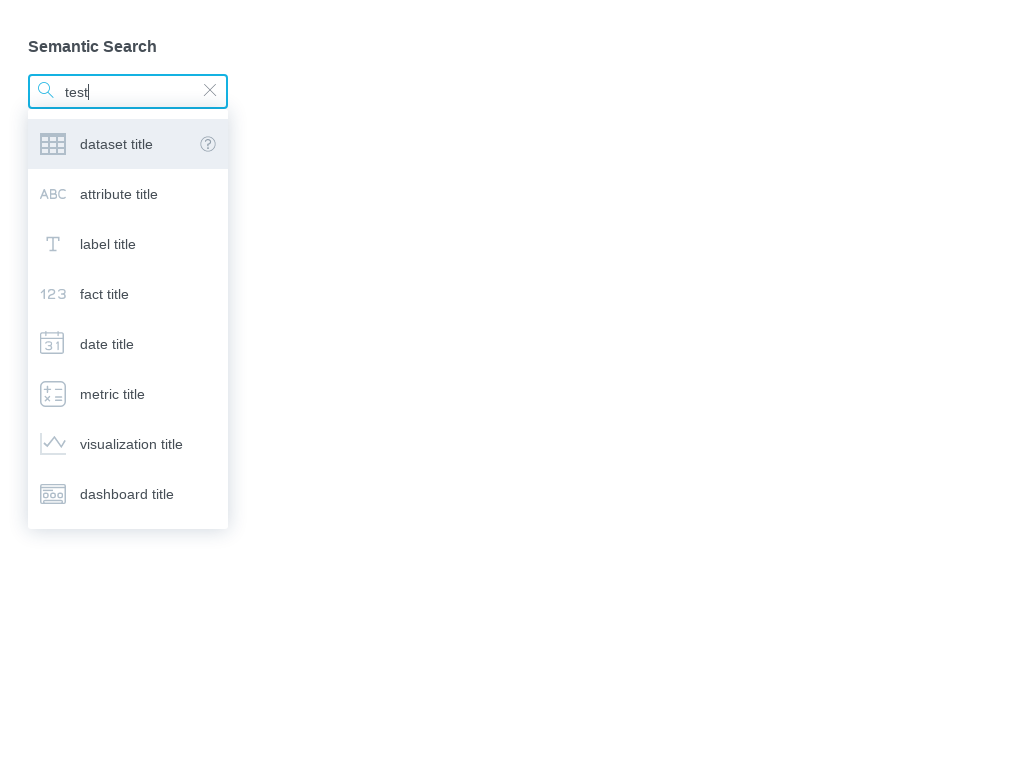 Semantic Search
test
dataset title
ABC attribute title
T label title
123 fact title
31 date title
metric title
visualization title
dashboard title